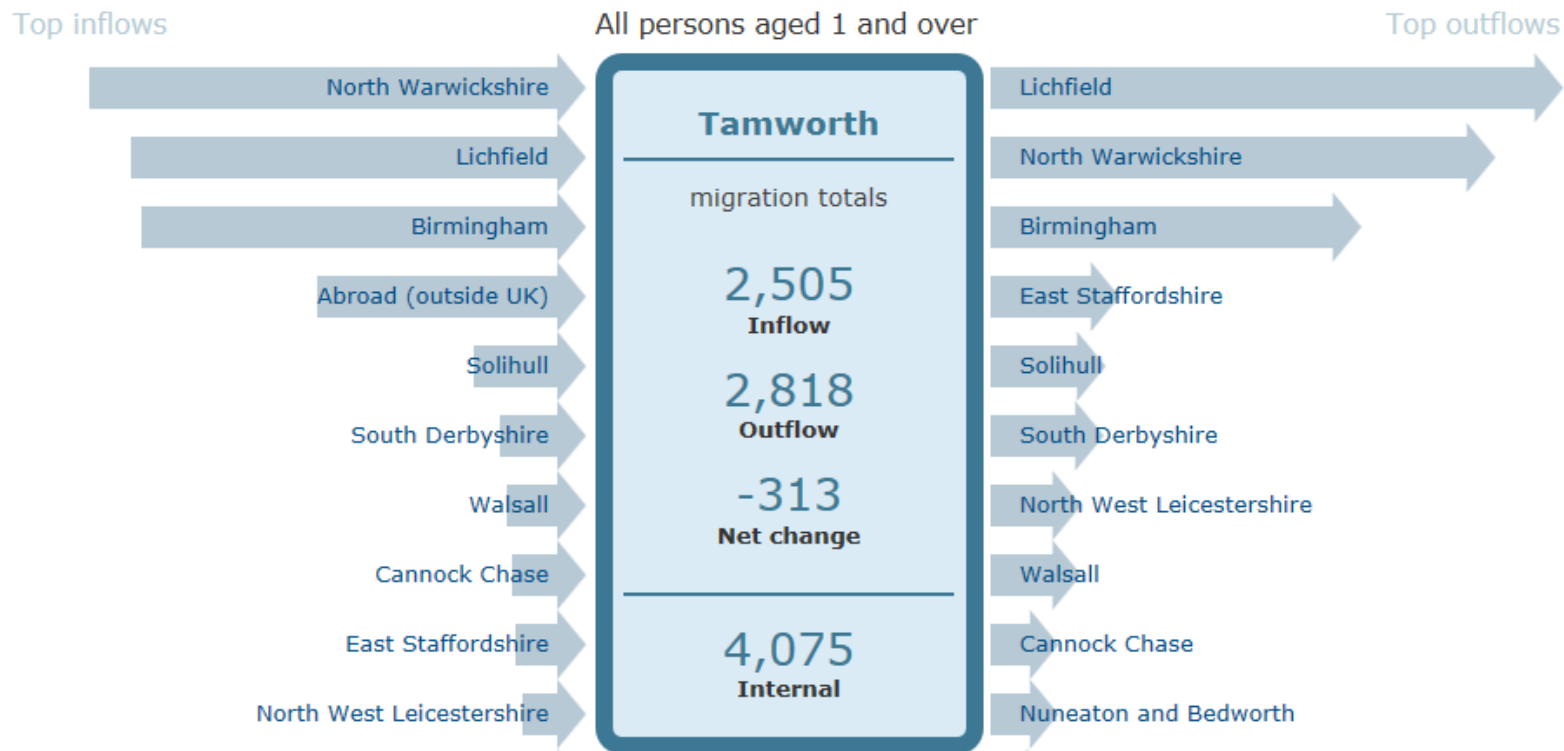 Top inflows
All persons aged 1 and over
Top outflows
North Warwickshire
Lichfield
Birmingham
Abroad (outside UK)
Solihull
South Derbyshire
Walsall
Cannock Chase
East Staffordshire
North West Leicestershire
Tamworth
migration totals
2,505
Inflow
2,818
Outflow
-313
Net change
4,075
Internal
Lichfield
North Warwickshire
Birmingham
East Staffordshire
Solihull
South Derbyshire
North West Leicestershire
Walsall
Cannock Chase
Nuneaton and Bedworth